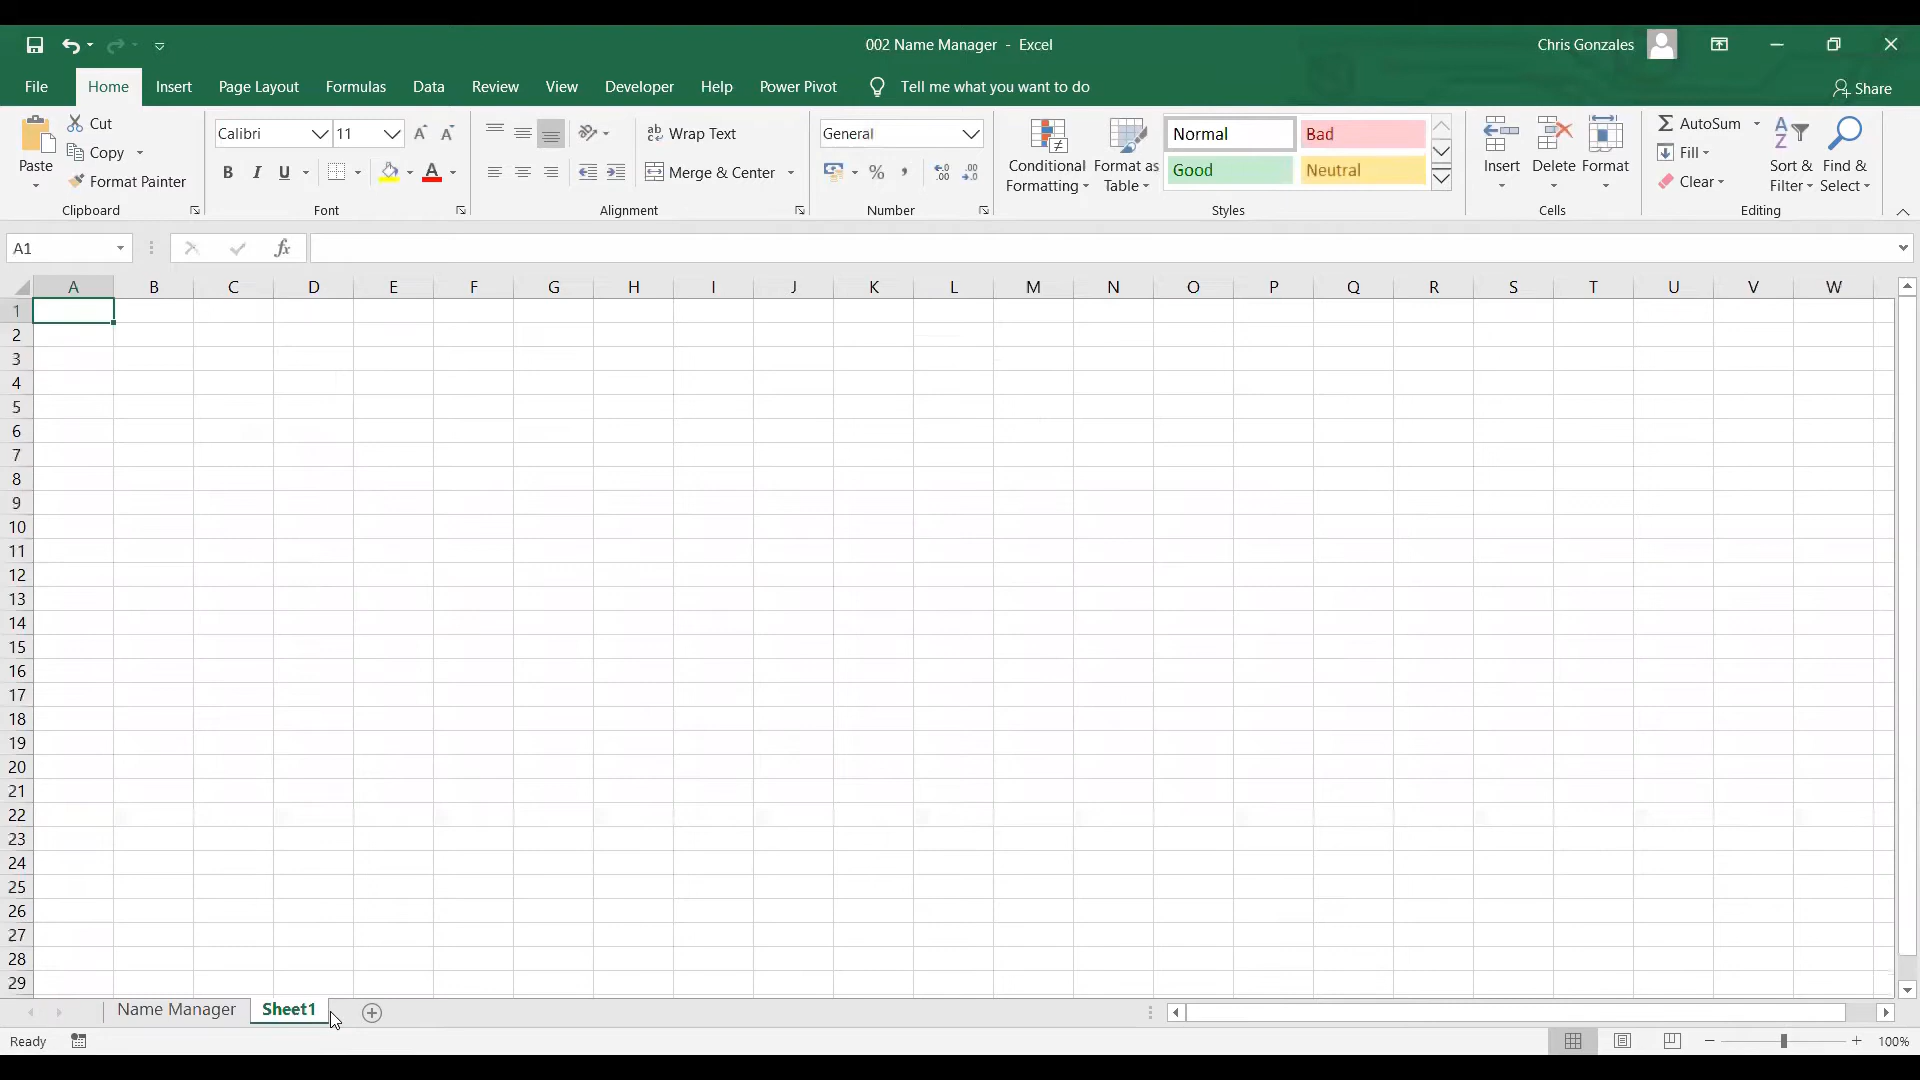 002 Name Manager - Excel
Chris Gonzales
File Home Insert Page Layout Formulas Data Review View Developer Help Power Pivot Tell me what you want to do
Share
Paste
Cut
Copy
Format Painter
Clipboard
Calibri 11
B I U A
Font
Wrap Text
Merge & Center
Alignment
General
%
Number
Conditional Formatting
Format as Table
Normal Bad
Good Neutral
Styles
Insert Delete Format
Cells
AutoSum
Fill
Clear
Sort & Filter
Find & Select
Editing
A1
fx
A B C D E F G H I J K L M N O P Q R S T U V W
1
2
3
4
5
6
7
8
9
10
11
12
13
14
15
16
17
18
19
20
21
22
23
24
25
26
27
28
29
Name Manager Sheet1
Ready
100%